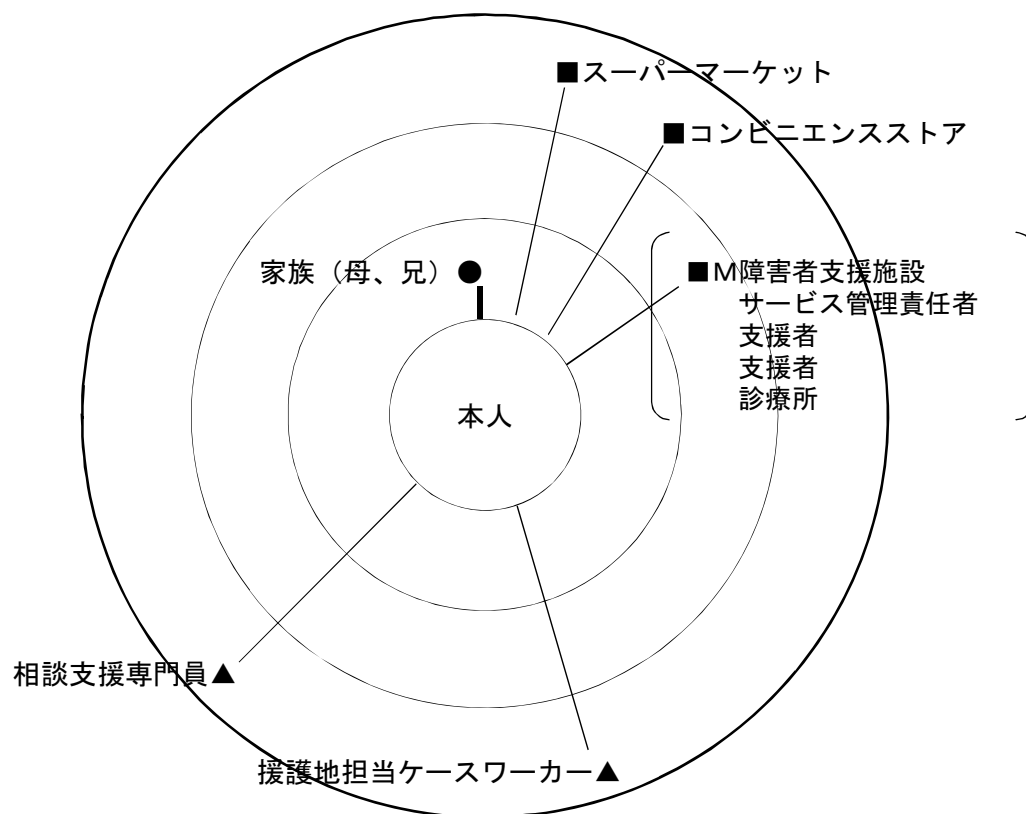 ■スーパーマーケット
■コンビニエンスストア
家族（母、兄）●
■Ｍ障害者支援施設
サービス管理責任者
支援者
支援者
診療所
本人
相談支援専門員▲
援護地担当ケースワーカー▲